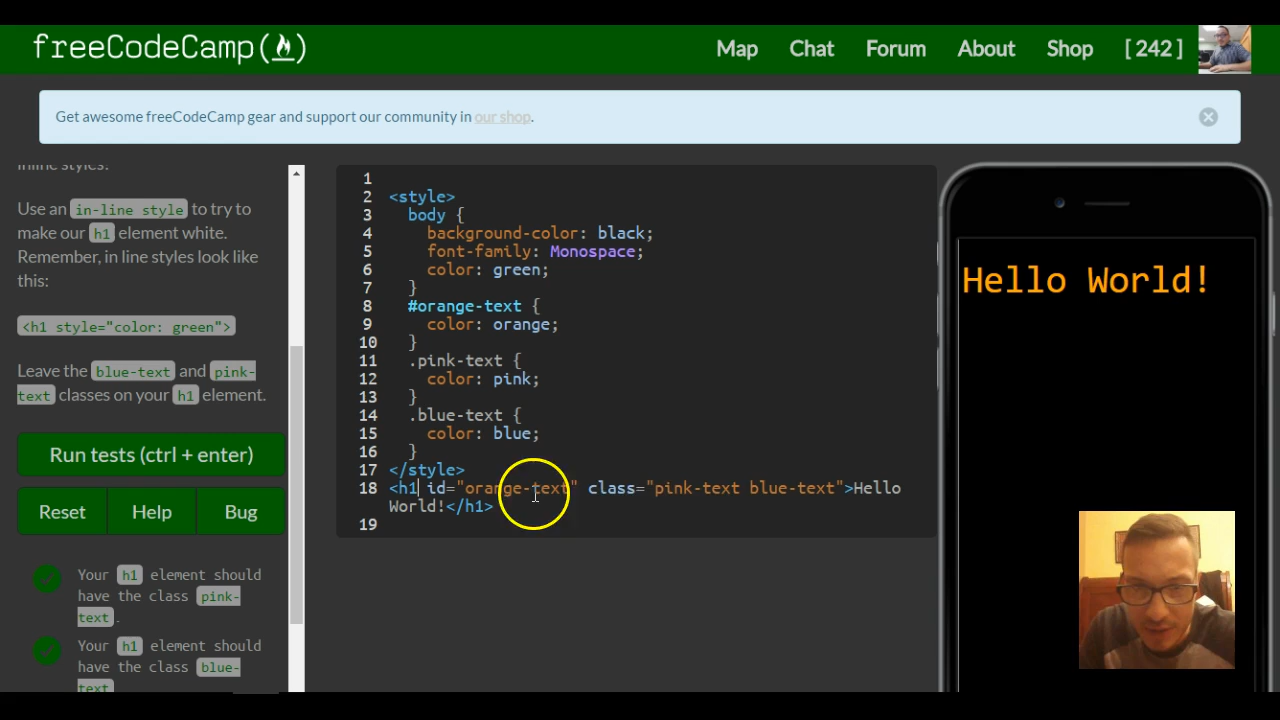 freeCodeCamp(🔥)
Map Chat Forum About Shop [ 242 ]
Get awesome freeCodeCamp gear and support our community in our shop.
inline styles?
Use an in-line style to try to
make our h1 element white.
Remember, in line styles look like
this:
<h1 style="color: green">
Leave the blue-text and pink-
text classes on your h1 element.
Run tests (ctrl + enter)
Reset Help Bug
Your h1 element should
have the class pink-
text .
Your h1 element should
have the class blue-
text
1
2 <style>
3 body {
4 background-color: black;
5 font-family: Monospace;
6 color: green;
7 }
8 #orange-text {
9 color: orange;
10 }
11 .pink-text {
12 color: pink;
13 }
14 .blue-text {
15 color: blue;
16 }
17 </style>
18 <h1 id="orange-text" class="pink-text blue-text">Hello
World!</h1>
19
Hello World!